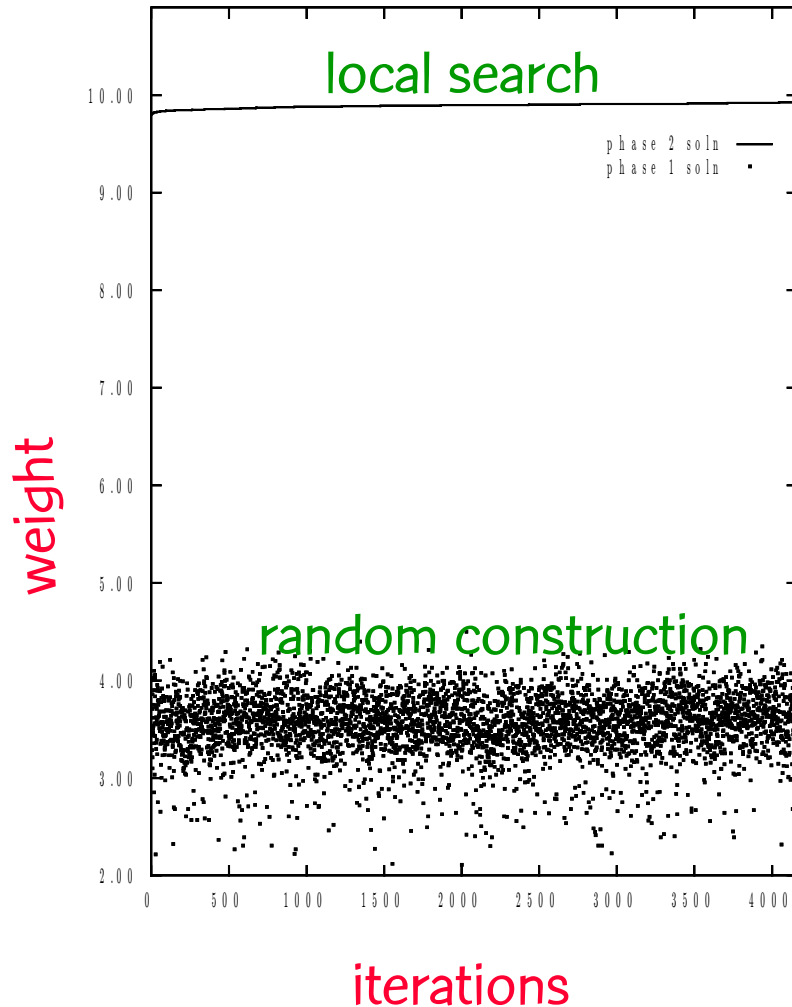 local search
10.00
phase 2 soln
phase 1 soln
9.00
8.00
7.00
6.00
weight
5.00
random construction
4.00
3.00
2.00
0 500 1000 1500 2000 2500 3000 3500 4000
iterations